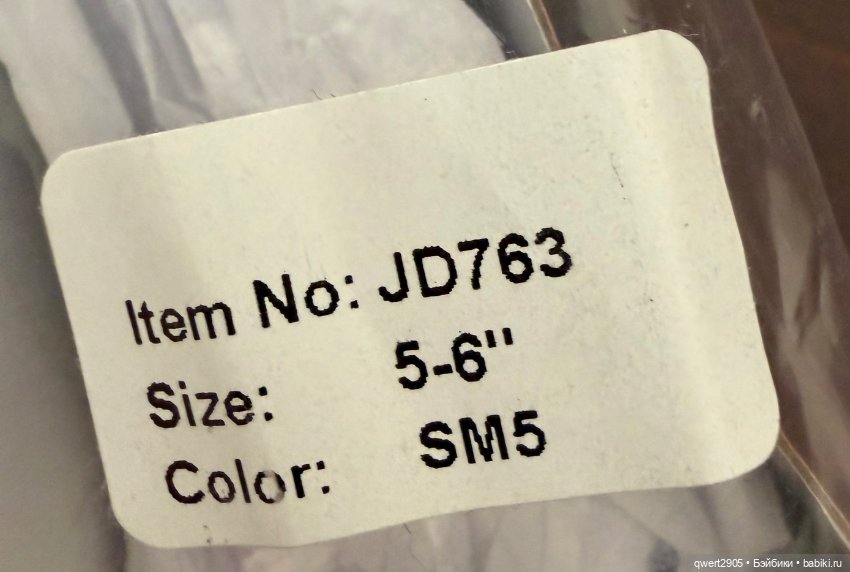 Item No: JD763
Size: 5-6"
Color: SM5
qwert2905 • Бэйбики • babiki.ru